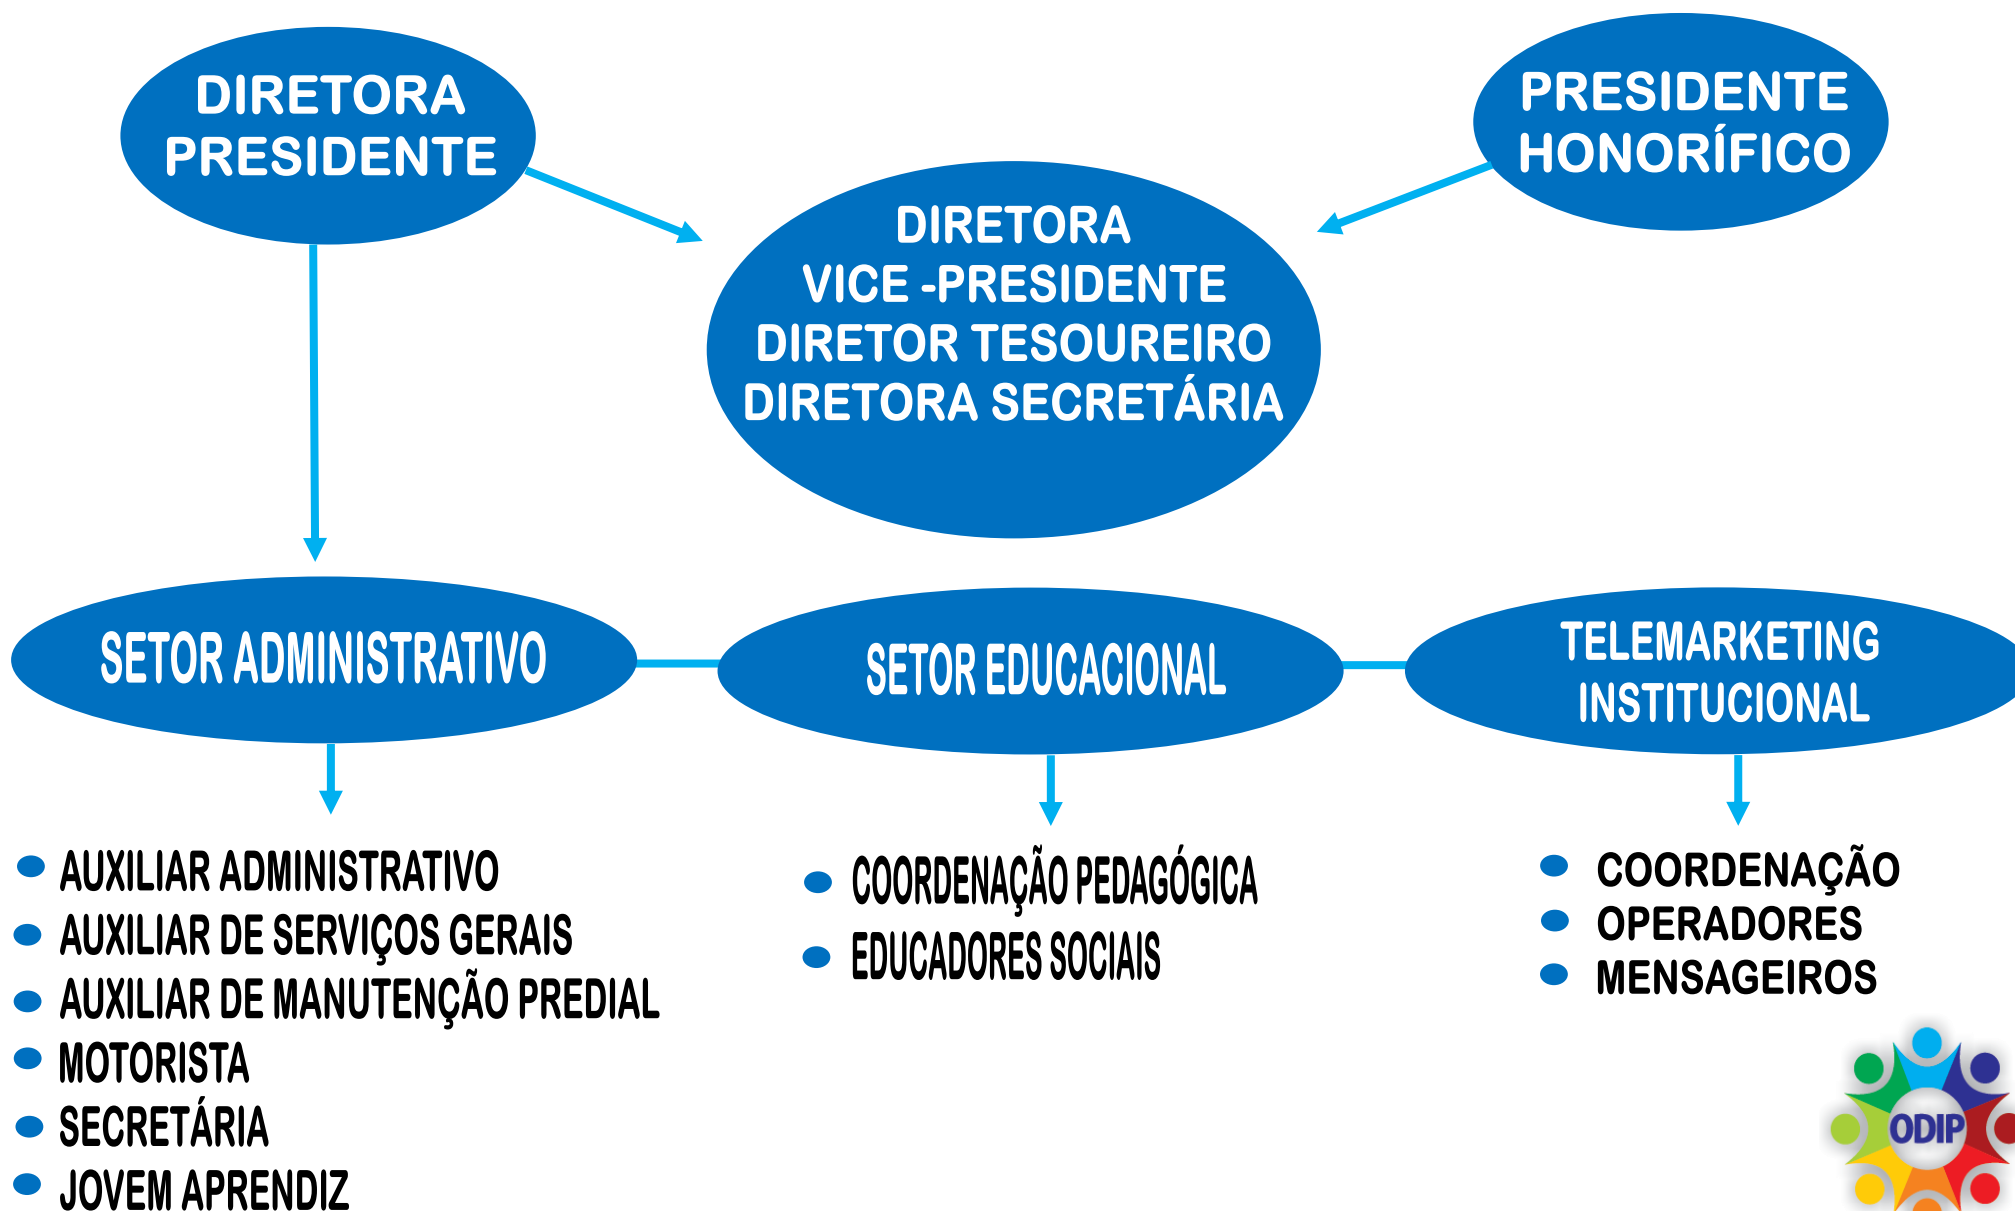 DIRETORA
PRESIDENTE
PRESIDENTE
HONORÍFICO
DIRETORA
VICE -PRESIDENTE
DIRETOR TESOUREIRO
DIRETORA SECRETÁRIA
SETOR ADMINISTRATIVO
SETOR EDUCACIONAL
TELEMARKETING
INSTITUCIONAL
AUXILIAR ADMINISTRATIVO
AUXILIAR DE SERVIÇOS GERAIS
AUXILIAR DE MANUTENÇÃO PREDIAL
MOTORISTA
SECRETÁRIA
JOVEM APRENDIZ
COORDENAÇÃO PEDAGÓGICA
EDUCADORES SOCIAIS
COORDENAÇÃO
OPERADORES
MENSAGEIROS
ODIP